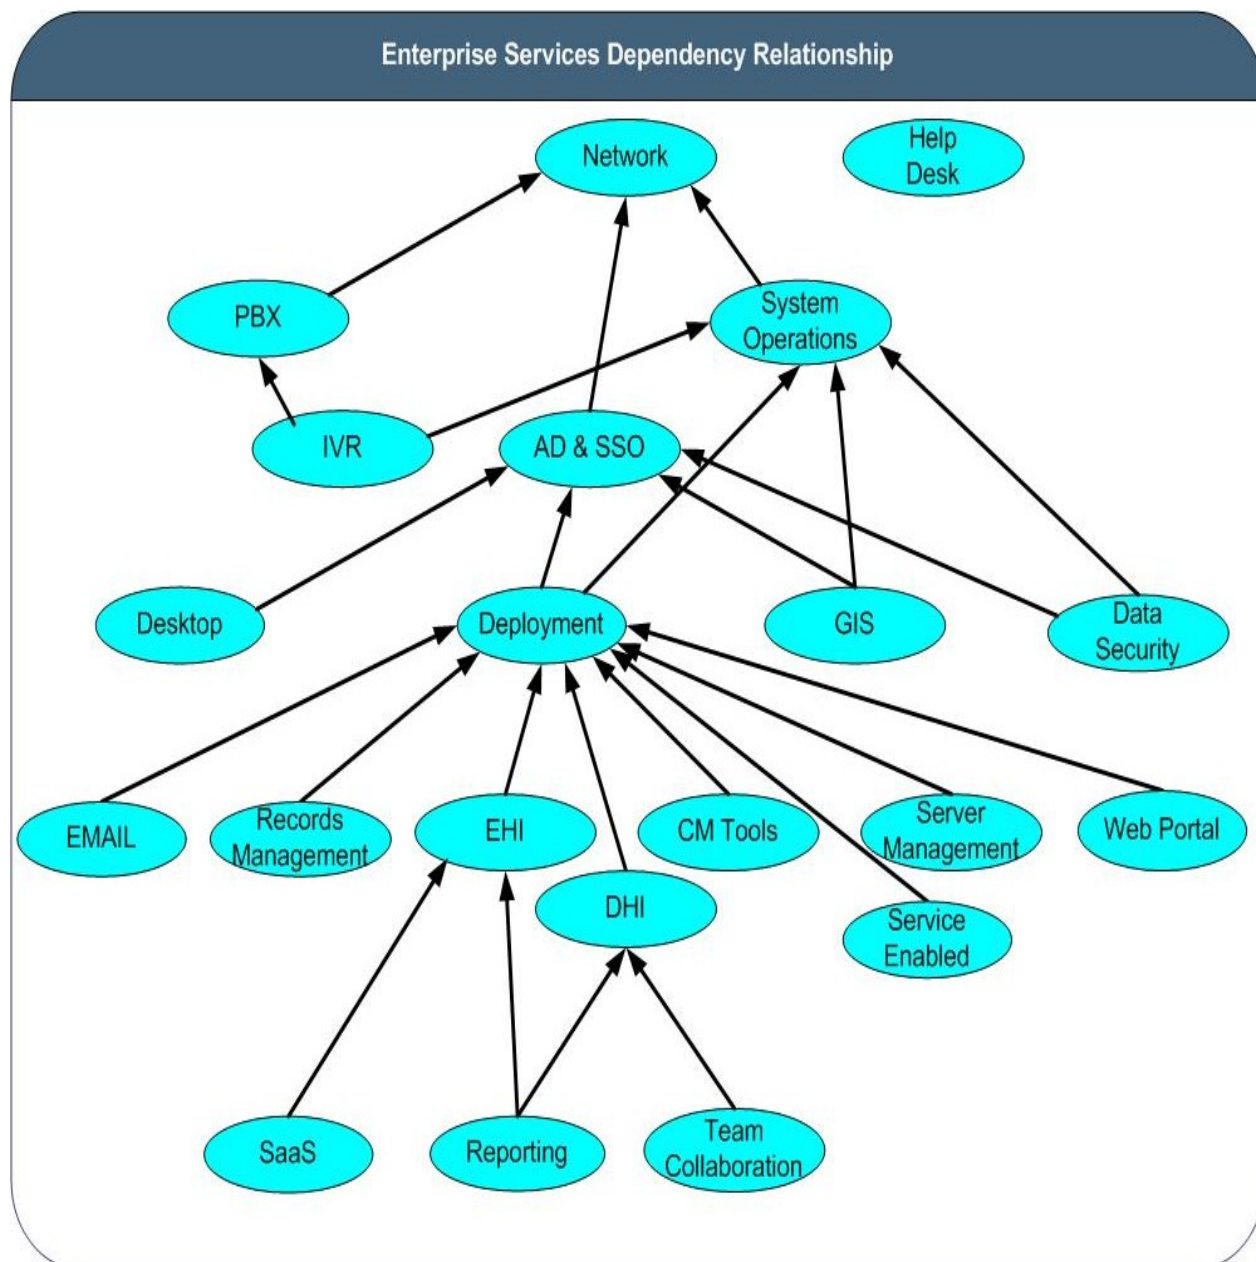 Enterprise Services Dependency Relationship
Network
Help
Desk
PBX
System
Operations
IVR
AD & SSO
Desktop
Deployment
GIS
Data
Security
EMAIL
Records
Management
EHI
CM Tools
Server
Management
Web Portal
DHI
Service
Enabled
SaaS
Reporting
Team
Collaboration